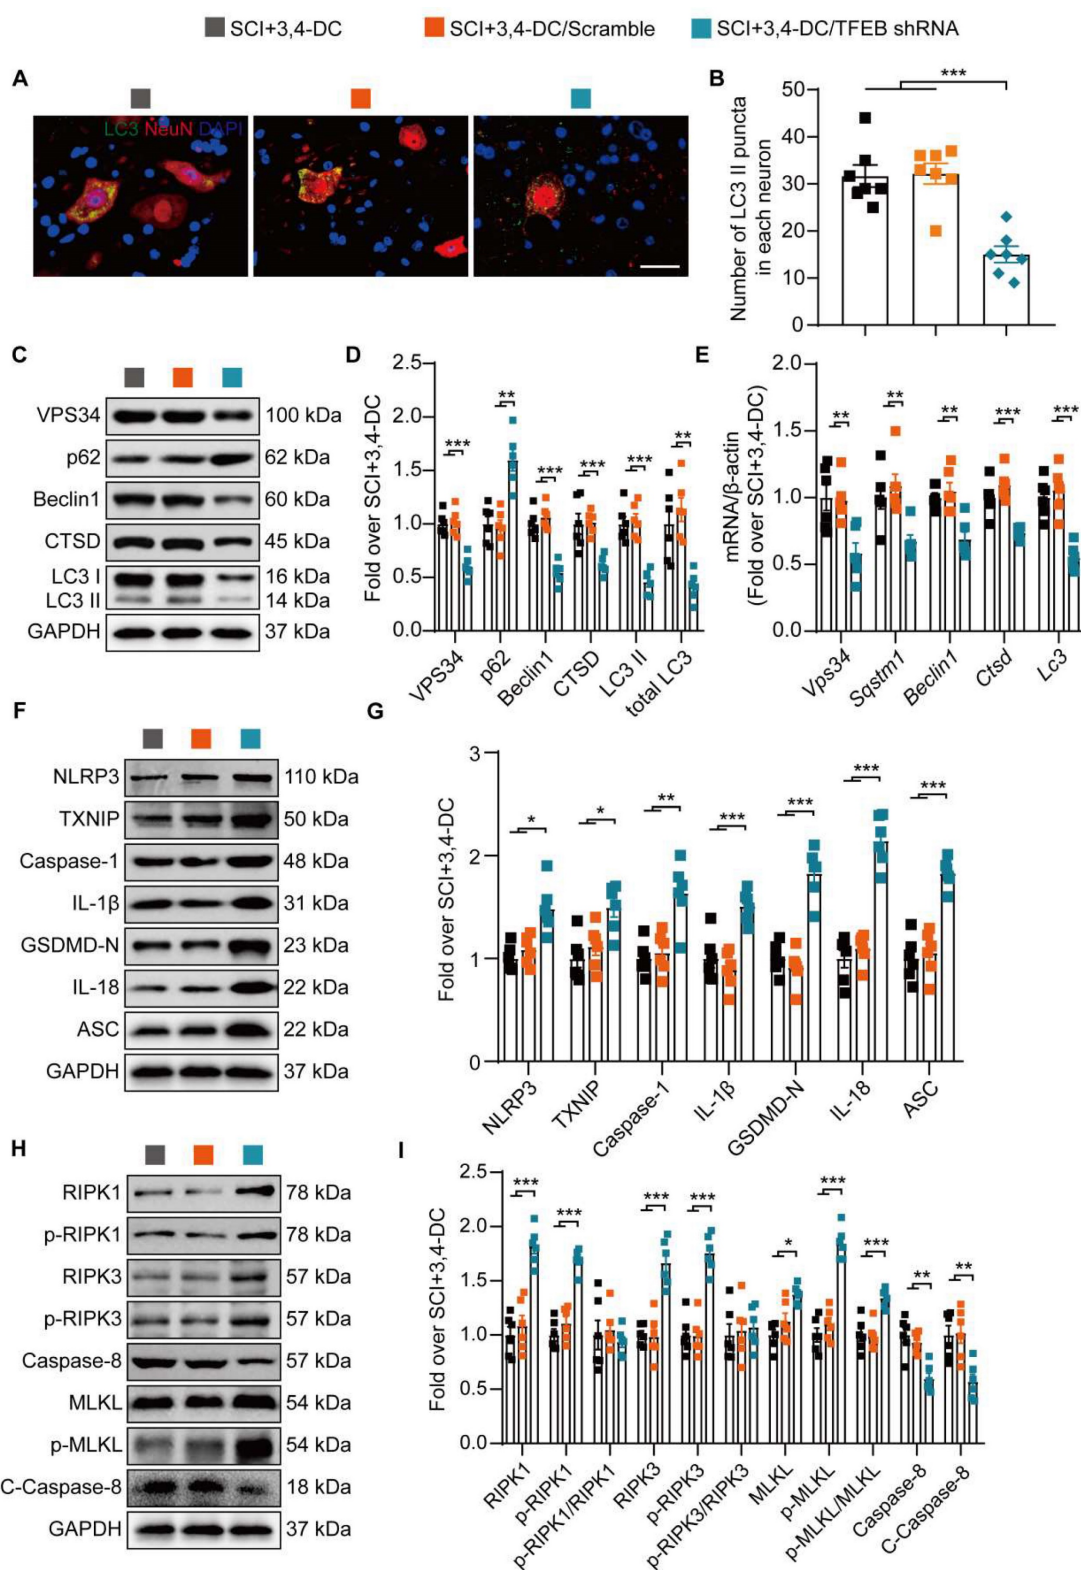 SCI+3,4-DC SCI+3,4-DC/Scramble SCI+3,4-DC/TFEB shRNA
A
LC3 NeuN DAPI
B
***
Number of LC3 II puncta
in each neuron
50
40
30
20
10
0
C
VPS34 100 kDa
p62 62 kDa
Beclin1 60 kDa
CTSD 45 kDa
LC3 I 16 kDa
LC3 II 14 kDa
GAPDH 37 kDa
D
Fold over SCI+3,4-DC
2.5
2.0
1.5
1.0
0.5
0.0
*** ** *** *** *** **
VPS34 p62 Beclin1 CTSD LC3 II total LC3
E
mRNA/β-actin
(Fold over SCI+3,4-DC)
2.0
1.5
1.0
0.5
0.0
** ** ** *** ***
Vps34 Sqstm1 Beclin1 Ctsd Lc3
F
NLRP3 110 kDa
TXNIP 50 kDa
Caspase-1 48 kDa
IL-1β 31 kDa
GSDMD-N 23 kDa
IL-18 22 kDa
ASC 22 kDa
GAPDH 37 kDa
G
Fold over SCI+3,4-DC
3
2
1
0
* * ** *** *** *** ***
NLRP3 TXNIP Caspase-1 IL-1β GSDMD-N IL-18 ASC
H
RIPK1 78 kDa
p-RIPK1 78 kDa
RIPK3 57 kDa
p-RIPK3 57 kDa
Caspase-8 57 kDa
MLKL 54 kDa
p-MLKL 54 kDa
C-Caspase-8 18 kDa
GAPDH 37 kDa
I
Fold over SCI+3,4-DC
2.5
2.0
1.5
1.0
0.5
0.0
*** *** *** *** * *** *** ** **
RIPK1 p-RIPK1 p-RIPK1/RIPK1 RIPK3 p-RIPK3 p-RIPK3/RIPK3 MLKL p-MLKL p-MLKL/MLKL Caspase-8 C-Caspase-8